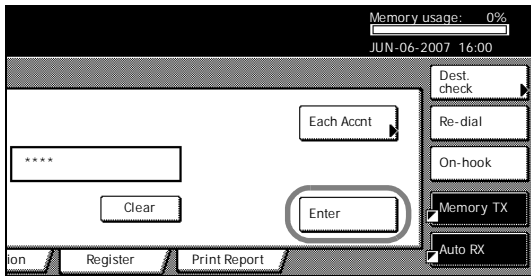 Memory usage: 0%
JUN-06-2007 16:00
Dest.
check
Each Accnt
Re-dial
****
On-hook
Clear
Enter
Memory TX
Auto RX
ion
Register
Print Report